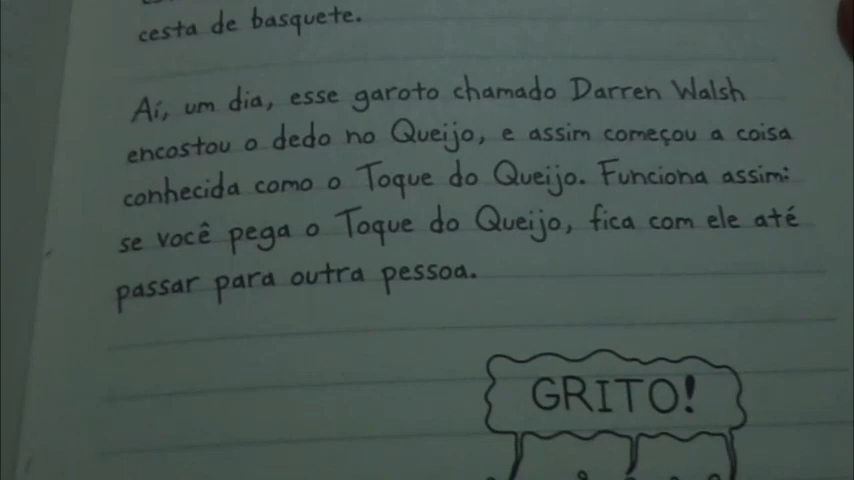 cesta de basquete.
Aí, um dia, esse garoto chamado Darren Walsh
encostou o dedo no Queijo, e assim começou a coisa
conhecida como o Toque do Queijo. Funciona assim:
se você pega o Toque do Queijo, fica com ele até
passar para outra pessoa.
GRITO!